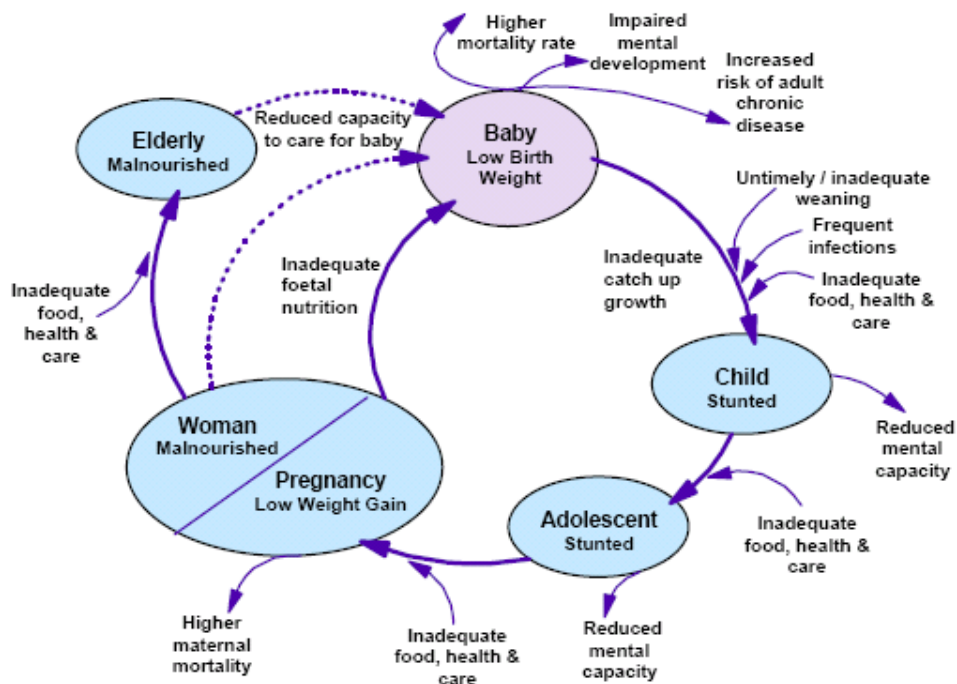 Higher
mortality rate
Impaired
mental
development
Increased
risk of adult
chronic
disease
Reduced capacity
to care for baby
Elderly
Malnourished
Baby
Low Birth
Weight
Untimely / inadequate
weaning
Frequent
infections
Inadequate
food, health &
care
Inadequate
catch up
growth
Inadequate
foetal
nutrition
Inadequate
food,
health &
care
Child
Stunted
Reduced
mental
capacity
Woman
Malnourished
Pregnancy
Low Weight Gain
Adolescent
Stunted
Inadequate
food, health &
care
Higher
maternal
mortality
Inadequate
food, health &
care
Reduced
mental
capacity